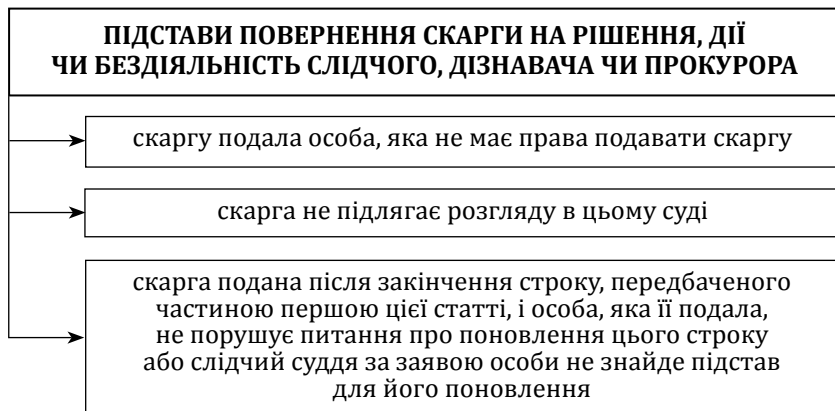 ПІДСТАВИ ПОВЕРНЕННЯ СКАРГИ НА РІШЕННЯ, ДІЇ
ЧИ БЕЗДІЯЛЬНІСТЬ СЛІДЧОГО, ДІЗНАВАЧА ЧИ ПРОКУРОРА
скаргу подала особа, яка не має права подавати скаргу
скарга не підлягає розгляду в цьому суді
скарга подана після закінчення строку, передбаченого
частиною першою цієї статті, і особа, яка її подала,
не порушує питання про поновлення цього строку
або слідчий суддя за заявою особи не знайде підстав
для його поновлення